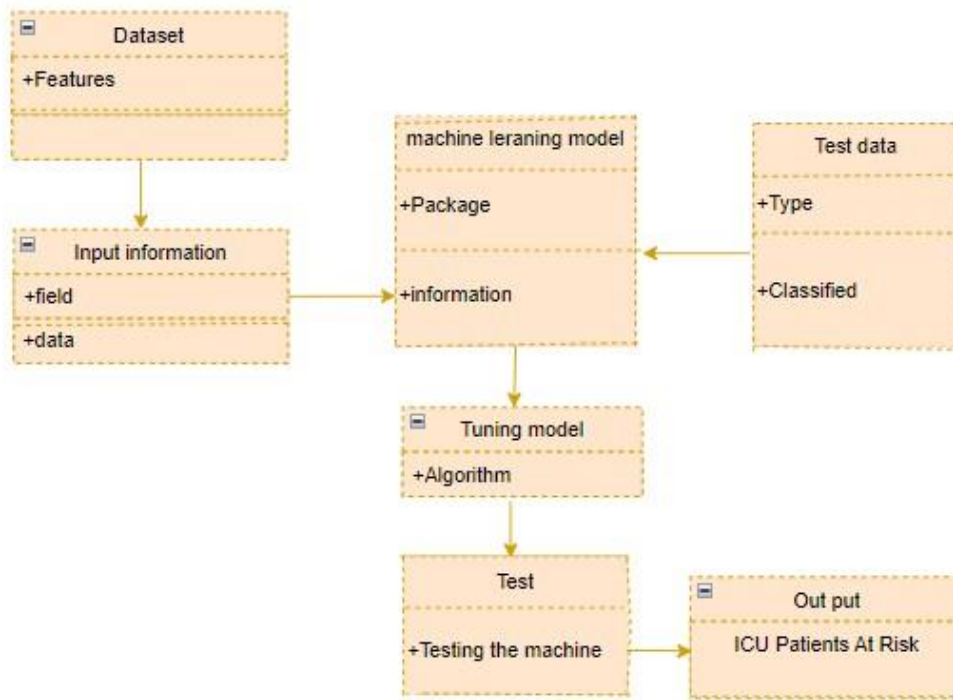 Dataset
+Features
Input information
+field
+data
machine leraning model
+Package
+information
Test data
+Type
+Classified
Tuning model
+Algorithm
Test
+Testing the machine
Out put
ICU Patients At Risk